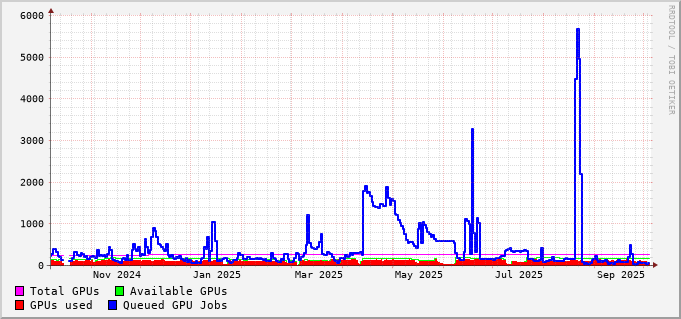 6000
5000
4000
3000
2000
1000
0
Nov 2024 Jan 2025 Mar 2025 May 2025 Jul 2025 Sep 2025
Total GPUs Available GPUs
GPUs used Queued GPU Jobs
RRDTOOL / TOBI OETIKER